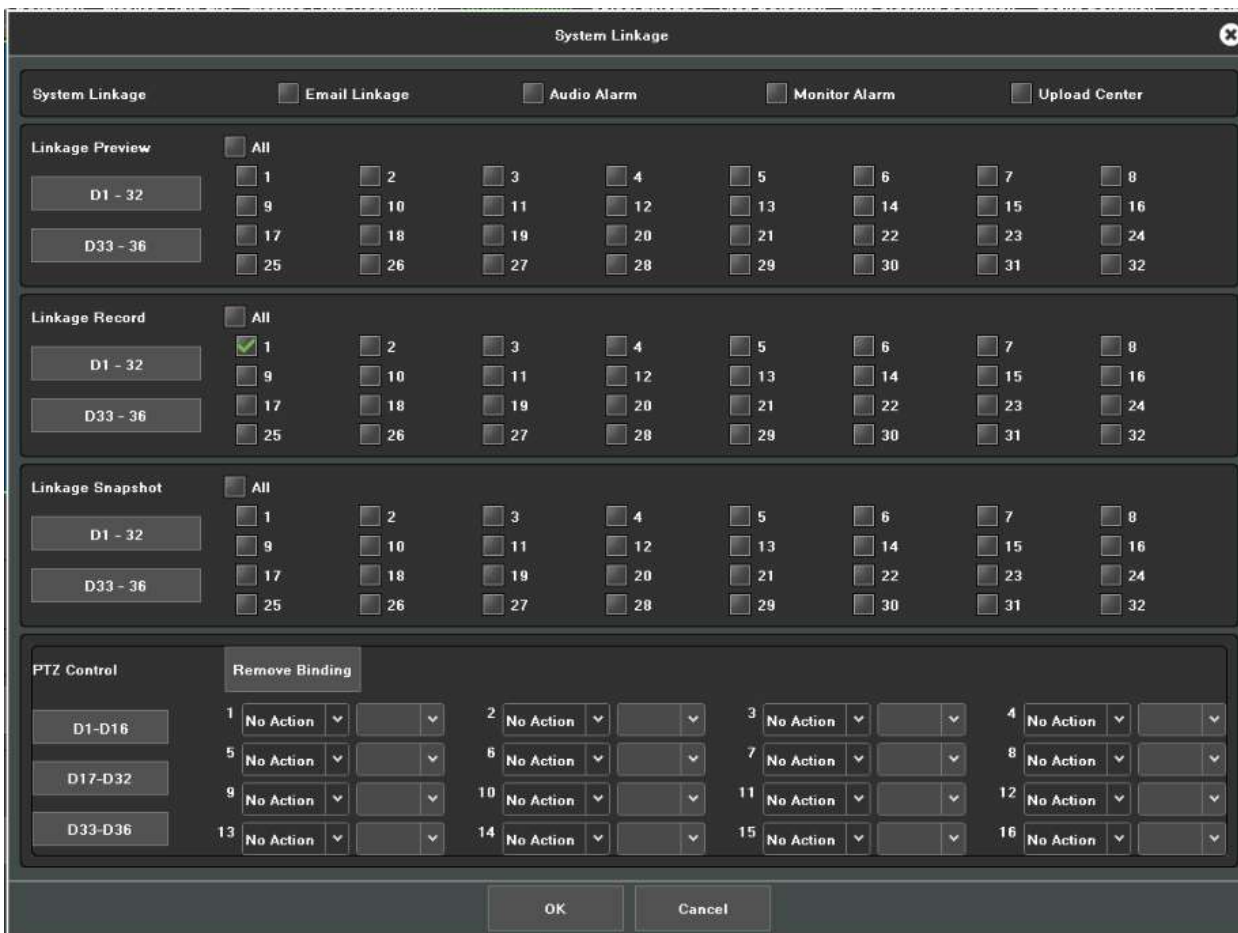 System Linkage
System Linkage Email Linkage Audio Alarm Monitor Alarm Upload Center
Linkage Preview All
D1 - 32
D33 - 36
1 2 3 4 5 6 7 8
9 10 11 12 13 14 15 16
17 18 19 20 21 22 23 24
25 26 27 28 29 30 31 32
Linkage Record All
D1 - 32
D33 - 36
1 2 3 4 5 6 7 8
9 10 11 12 13 14 15 16
17 18 19 20 21 22 23 24
25 26 27 28 29 30 31 32
Linkage Snapshot All
D1 - 32
D33 - 36
1 2 3 4 5 6 7 8
9 10 11 12 13 14 15 16
17 18 19 20 21 22 23 24
25 26 27 28 29 30 31 32
PTZ Control Remove Binding
D1-D16
D17-D32
D33-D36
1 No Action 2 No Action 3 No Action 4 No Action
5 No Action 6 No Action 7 No Action 8 No Action
9 No Action 10 No Action 11 No Action 12 No Action
13 No Action 14 No Action 15 No Action 16 No Action
OK Cancel